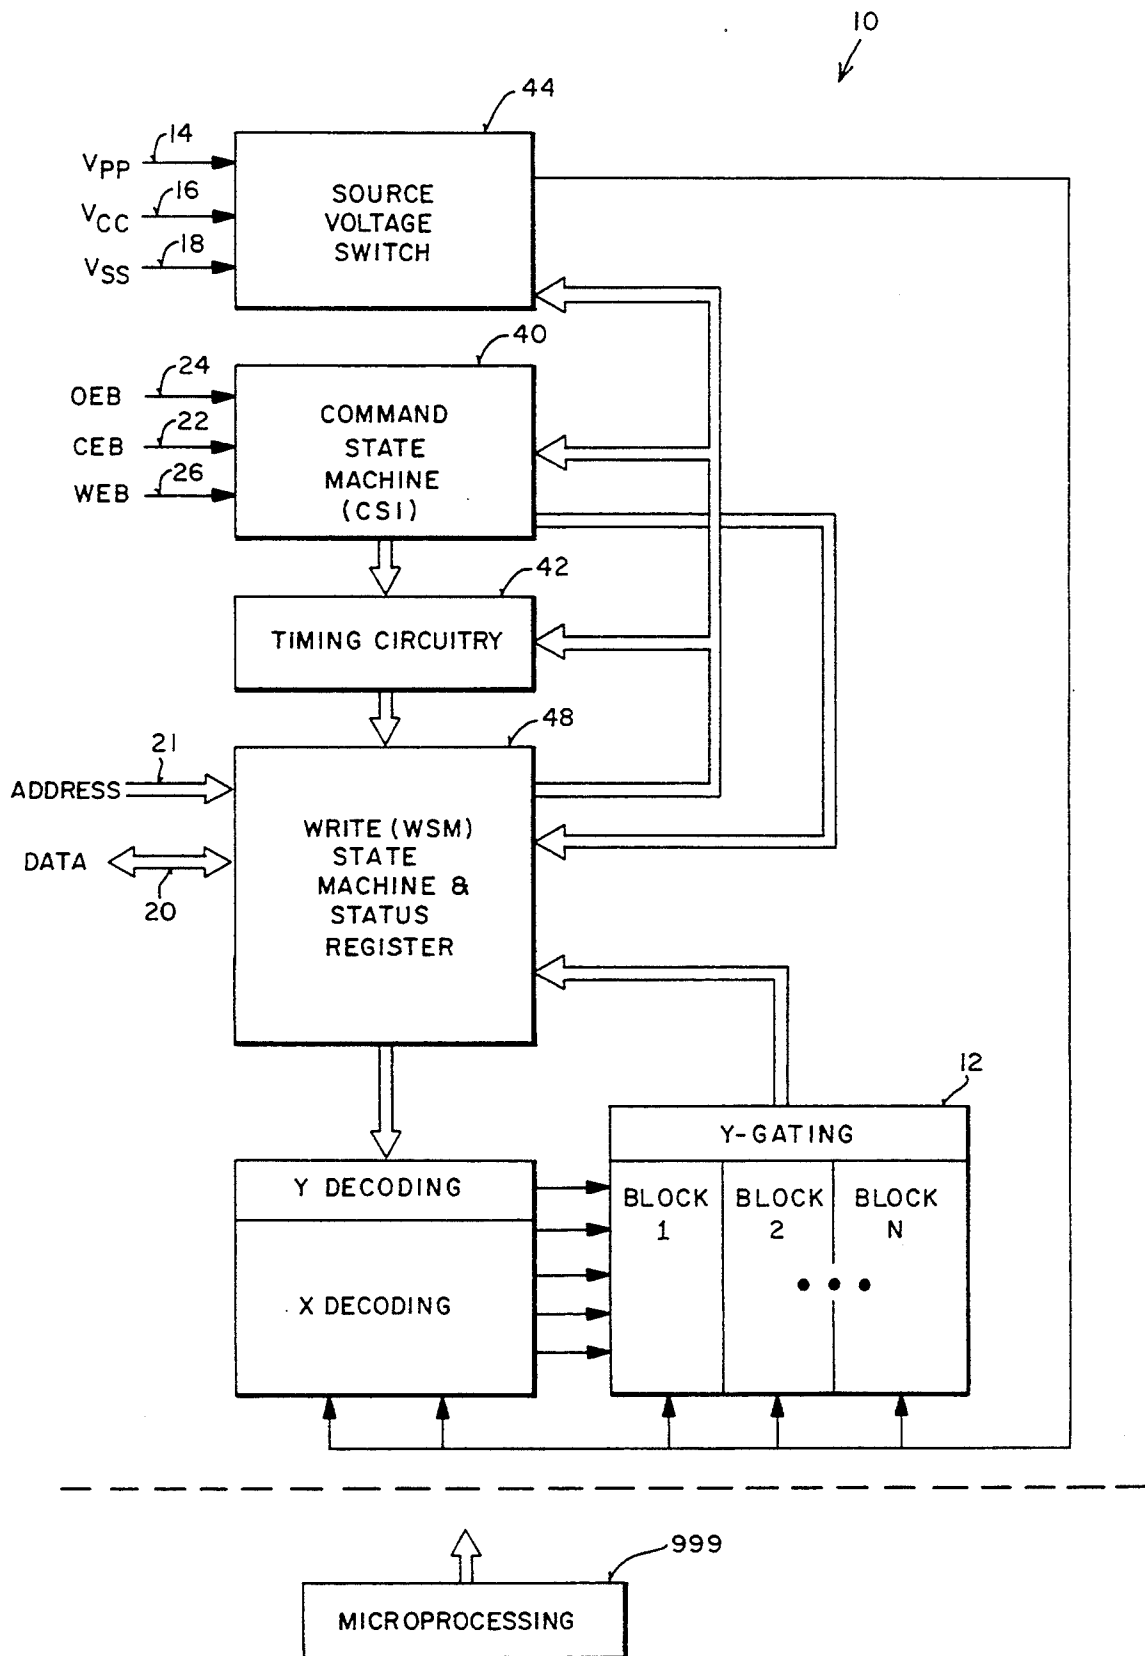 10
44
VPP
14
VCC
16
VSS
18
SOURCE
VOLTAGE
SWITCH
40
OEB
24
CEB
22
WEB
26
COMMAND
STATE
MACHINE
(CSI)
42
TIMING CIRCUITRY
48
ADDRESS
21
DATA
20
WRITE (WSM)
STATE
MACHINE &
STATUS
REGISTER
12
Y-GATING
Y DECODING
X DECODING
BLOCK
1
BLOCK
2
BLOCK
N
999
MICROPROCESSING